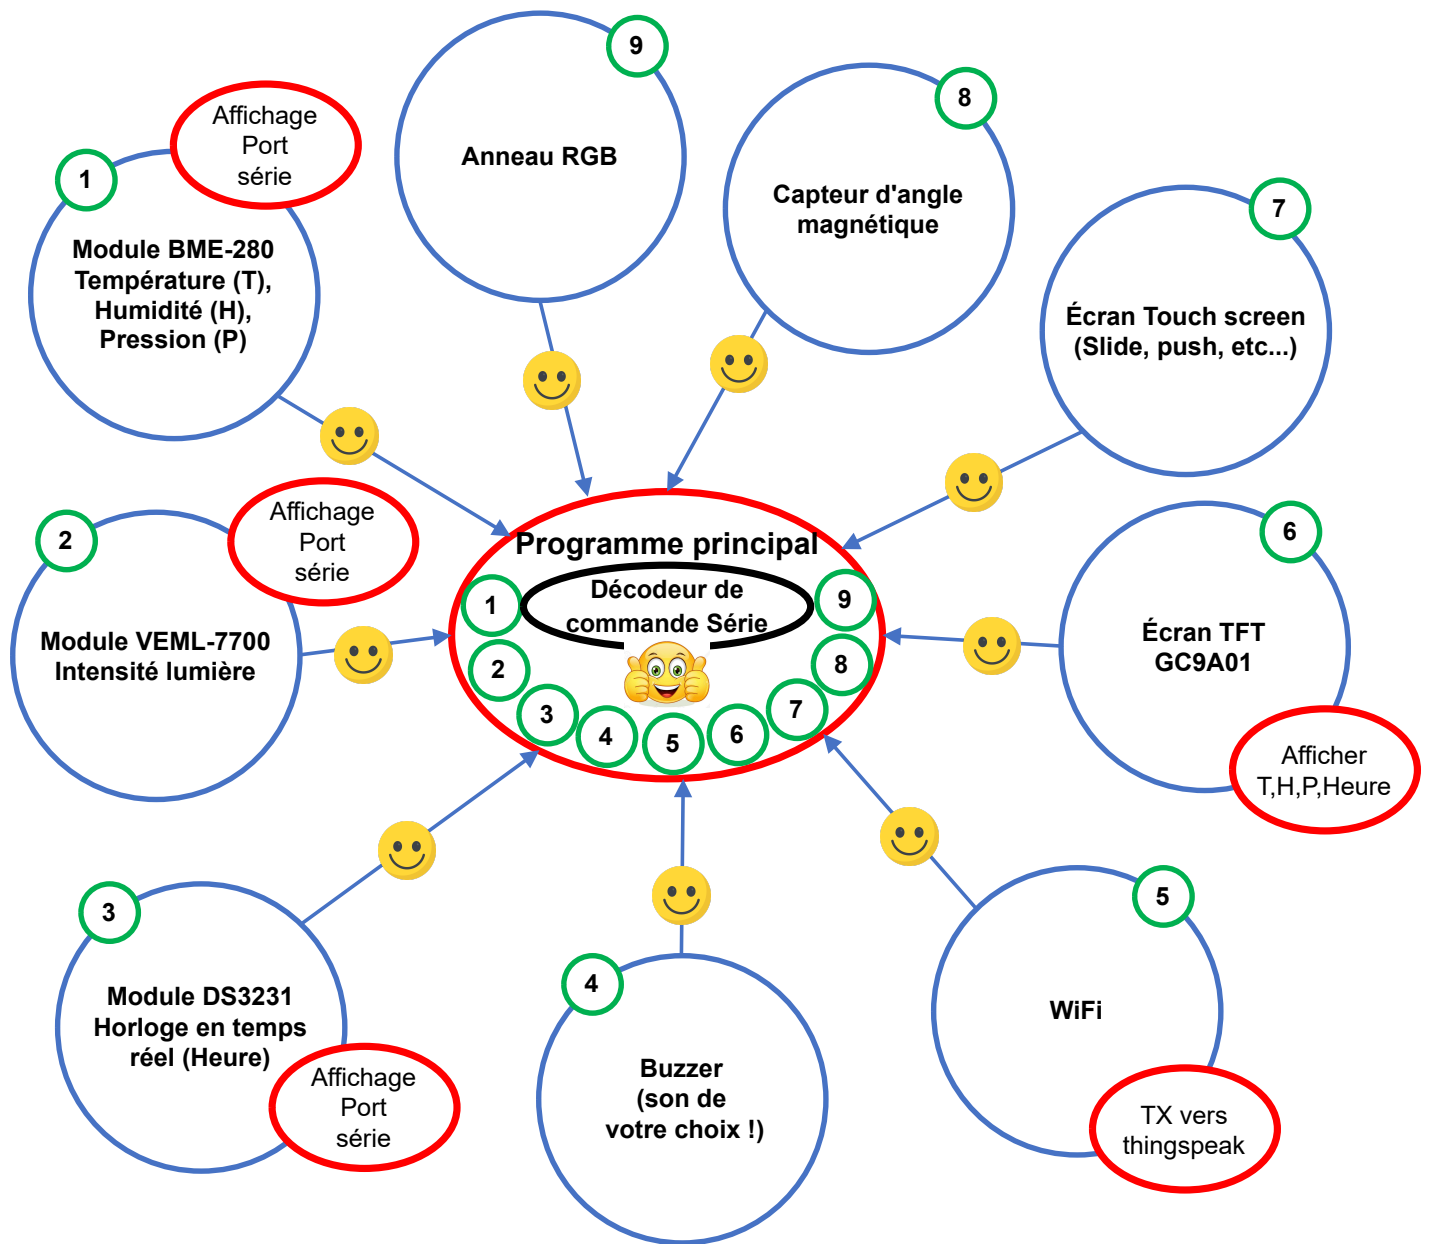 9
Anneau RGB
8
Capteur d'angle
magnétique
Affichage
Port
série
1
Module BME-280
Température (T),
Humidité (H),
Pression (P)
7
Écran Touch screen
(Slide, push, etc...)
Affichage
Port
série
2
Module VEML-7700
Intensité lumière
Programme principal
Décodeur de
commande Série
1
2
3
4
5
6
7
8
9
6
Écran TFT
GC9A01
Afficher
T,H,P,Heure
3
Module DS3231
Horloge en temps
réel (Heure)
Affichage
Port
série
4
Buzzer
(son de
votre choix !)
5
WiFi
TX vers
thingspeak